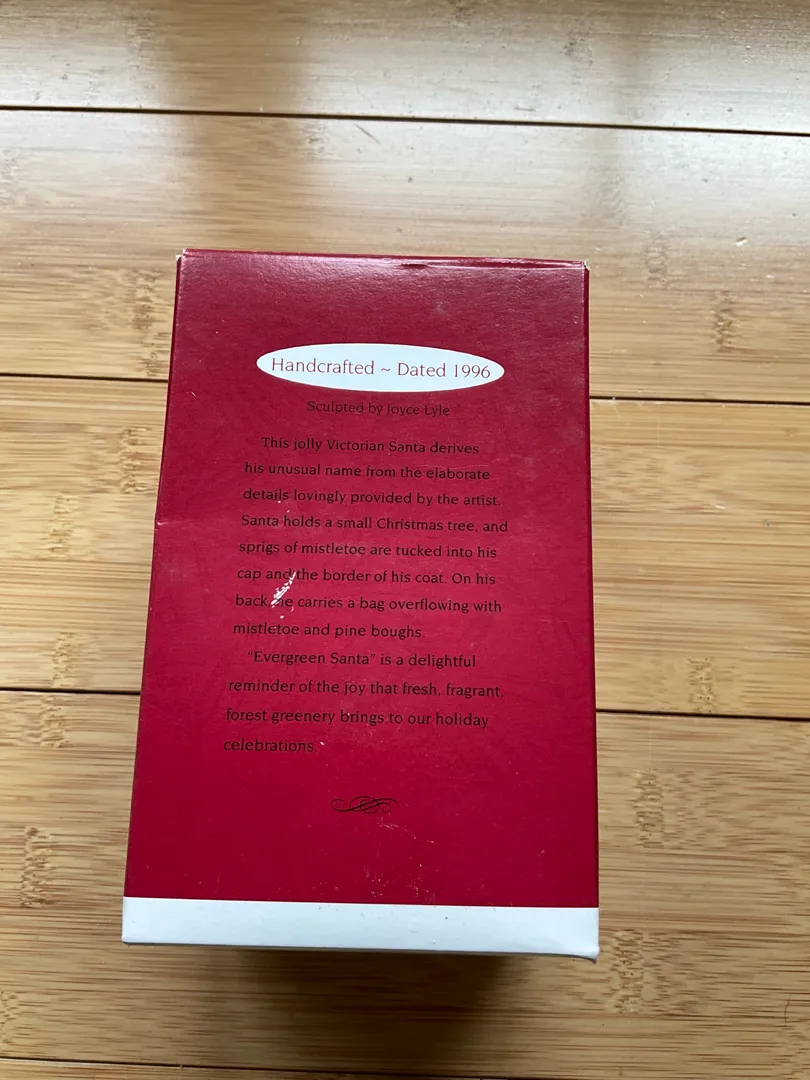 Handcrafted ~ Dated 1996
Sculpted by Joyce Lyle
This jolly Victorian Santa derives
his unusual name from the elaborate
details lovingly provided by the artist.
Santa holds a small Christmas tree, and
sprigs of mistletoe are tucked into his
cap and the border of his coat. On his
back he carries a bag overflowing with
mistletoe and pine boughs.
"Evergreen Santa" is a delightful
reminder of the joy that fresh, fragrant,
forest greenery brings to our holiday
celebrations.